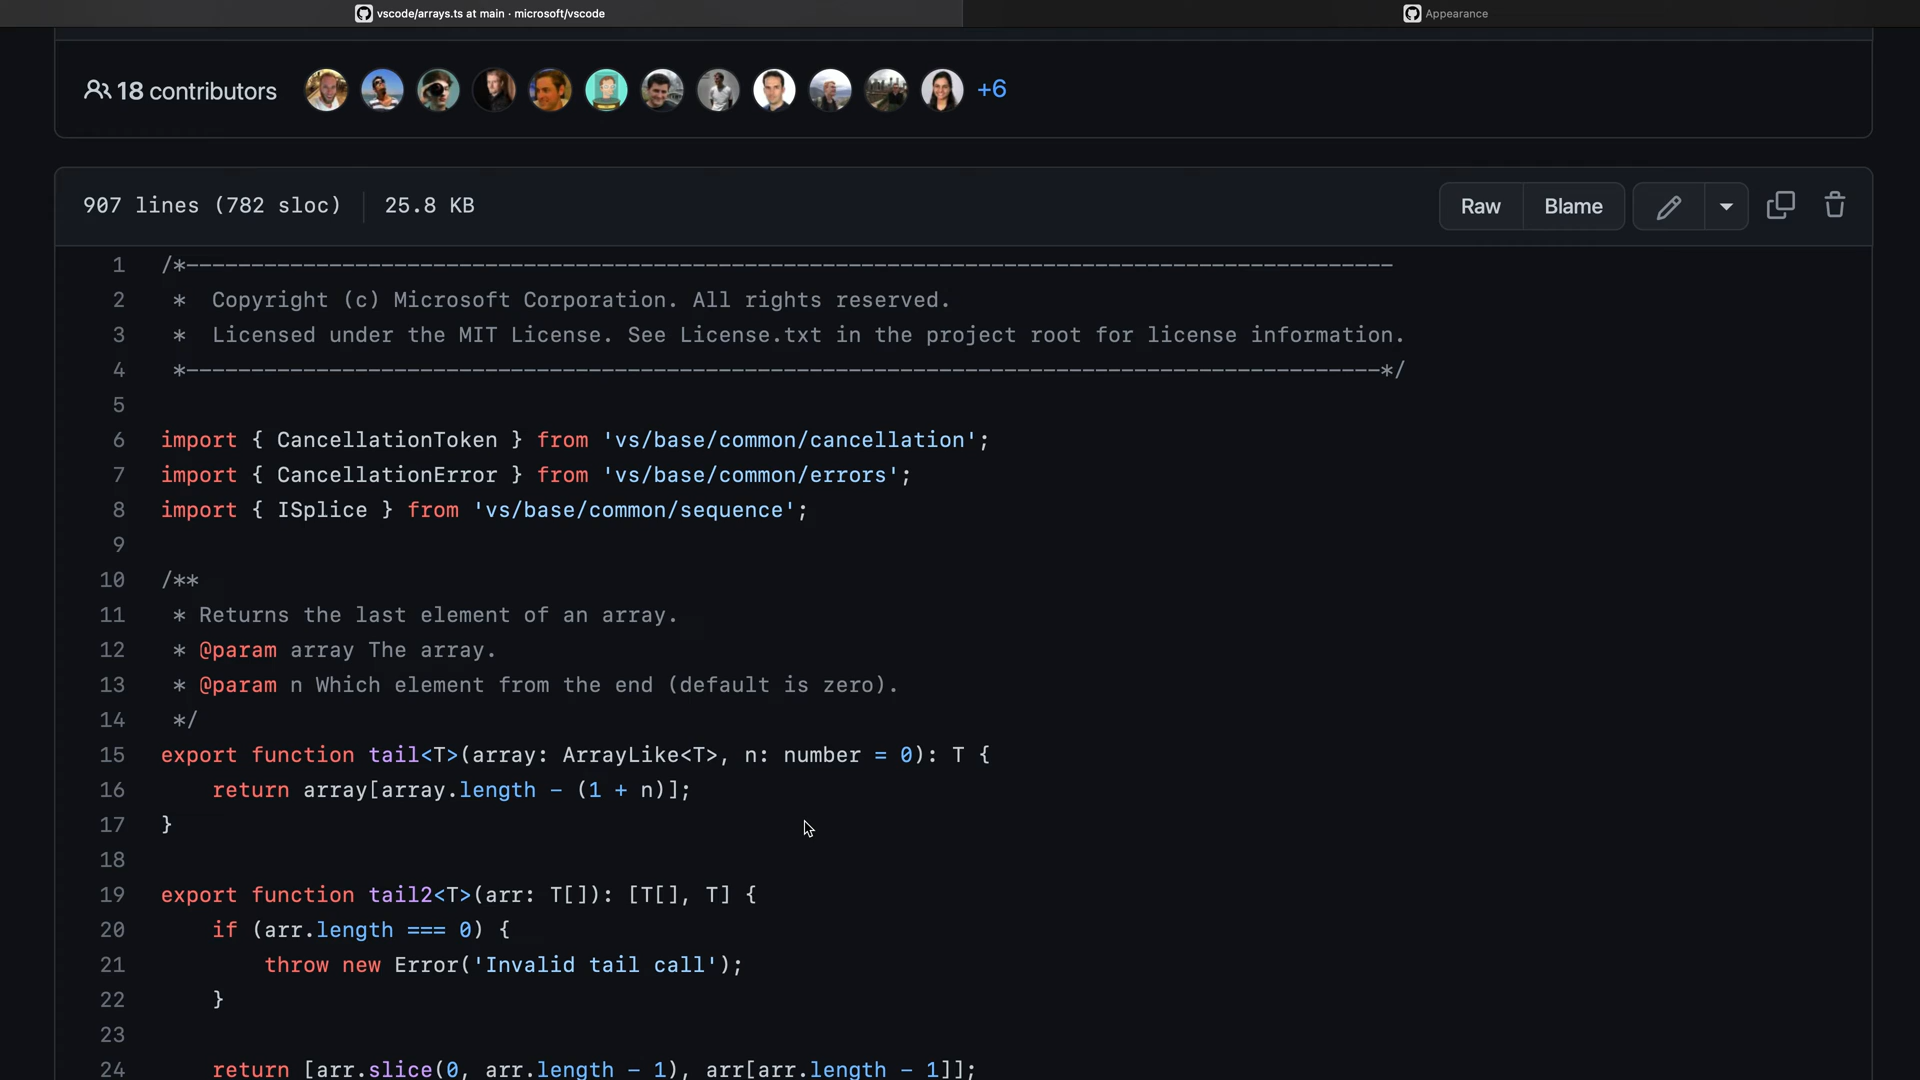 vscode/arrays.ts at main · microsoft/vscode
Appearance
18 contributors
+6
907 lines (782 sloc)
25.8 KB
Raw
Blame
1 /*---------------------------------------------------------------------------------------------
2  *  Copyright (c) Microsoft Corporation. All rights reserved.
3  *  Licensed under the MIT License. See License.txt in the project root for license information.
4  *--------------------------------------------------------------------------------------------*/
5
6 import { CancellationToken } from 'vs/base/common/cancellation';
7 import { CancellationError } from 'vs/base/common/errors';
8 import { ISplice } from 'vs/base/common/sequence';
9
10 /**
11  * Returns the last element of an array.
12  * @param array The array.
13  * @param n Which element from the end (default is zero).
14  */
15 export function tail<T>(array: ArrayLike<T>, n: number = 0): T {
16     return array[array.length - (1 + n)];
17 }
18
19 export function tail2<T>(arr: T[]): [T[], T] {
20     if (arr.length === 0) {
21         throw new Error('Invalid tail call');
22     }
23
24     return [arr.slice(0, arr.length - 1), arr[arr.length - 1]];